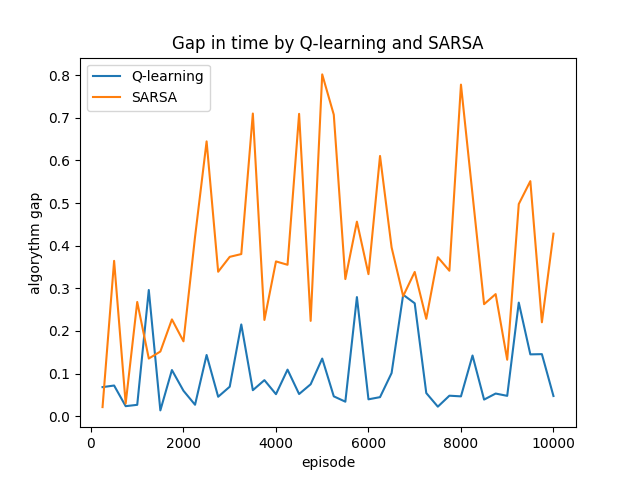 Gap in time by Q-learning and SARSA
Q-learning
SARSA
algorythm gap
0.8
0.7
0.6
0.5
0.4
0.3
0.2
0.1
0.0
0 2000 4000 6000 8000 10000
episode